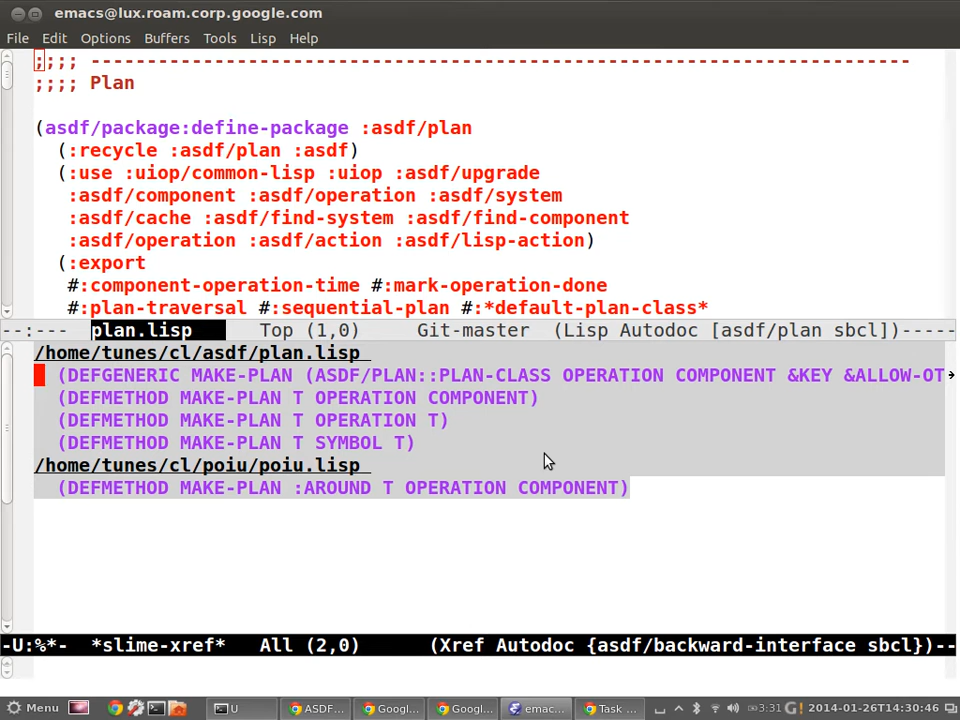 emacs@lux.roam.corp.google.com
File Edit Options Buffers Tools Lisp Help
;;;; -------------------------------------------------------------------------
;;;; Plan
(asdf/package:define-package :asdf/plan
(:recycle :asdf/plan :asdf)
(:use :uiop/common-lisp :uiop :asdf/upgrade
:asdf/component :asdf/operation :asdf/system
:asdf/cache :asdf/find-system :asdf/find-component
:asdf/operation :asdf/action :asdf/lisp-action)
(:export
#:component-operation-time #:mark-operation-done
#:plan-traversal #:sequential-plan #:*default-plan-class*
--:--- plan.lisp Top (1,0) Git-master (Lisp Autodoc [asdf/plan sbcl])-----
/home/tunes/cl/asdf/plan.lisp
(DEFGENERIC MAKE-PLAN (ASDF/PLAN::PLAN-CLASS OPERATION COMPONENT &KEY &ALLOW-OT
(DEFMETHOD MAKE-PLAN T OPERATION COMPONENT)
(DEFMETHOD MAKE-PLAN T OPERATION T)
(DEFMETHOD MAKE-PLAN T SYMBOL T)
/home/tunes/cl/poiu/poiu.lisp
(DEFMETHOD MAKE-PLAN :AROUND T OPERATION COMPONENT)
-U:%*- *slime-xref* All (2,0) (Xref Autodoc {asdf/backward-interface sbcl})--
Menu U ASDF... Googl... Googl... emac... Task ... 3:31 2014-01-26T14:30:46